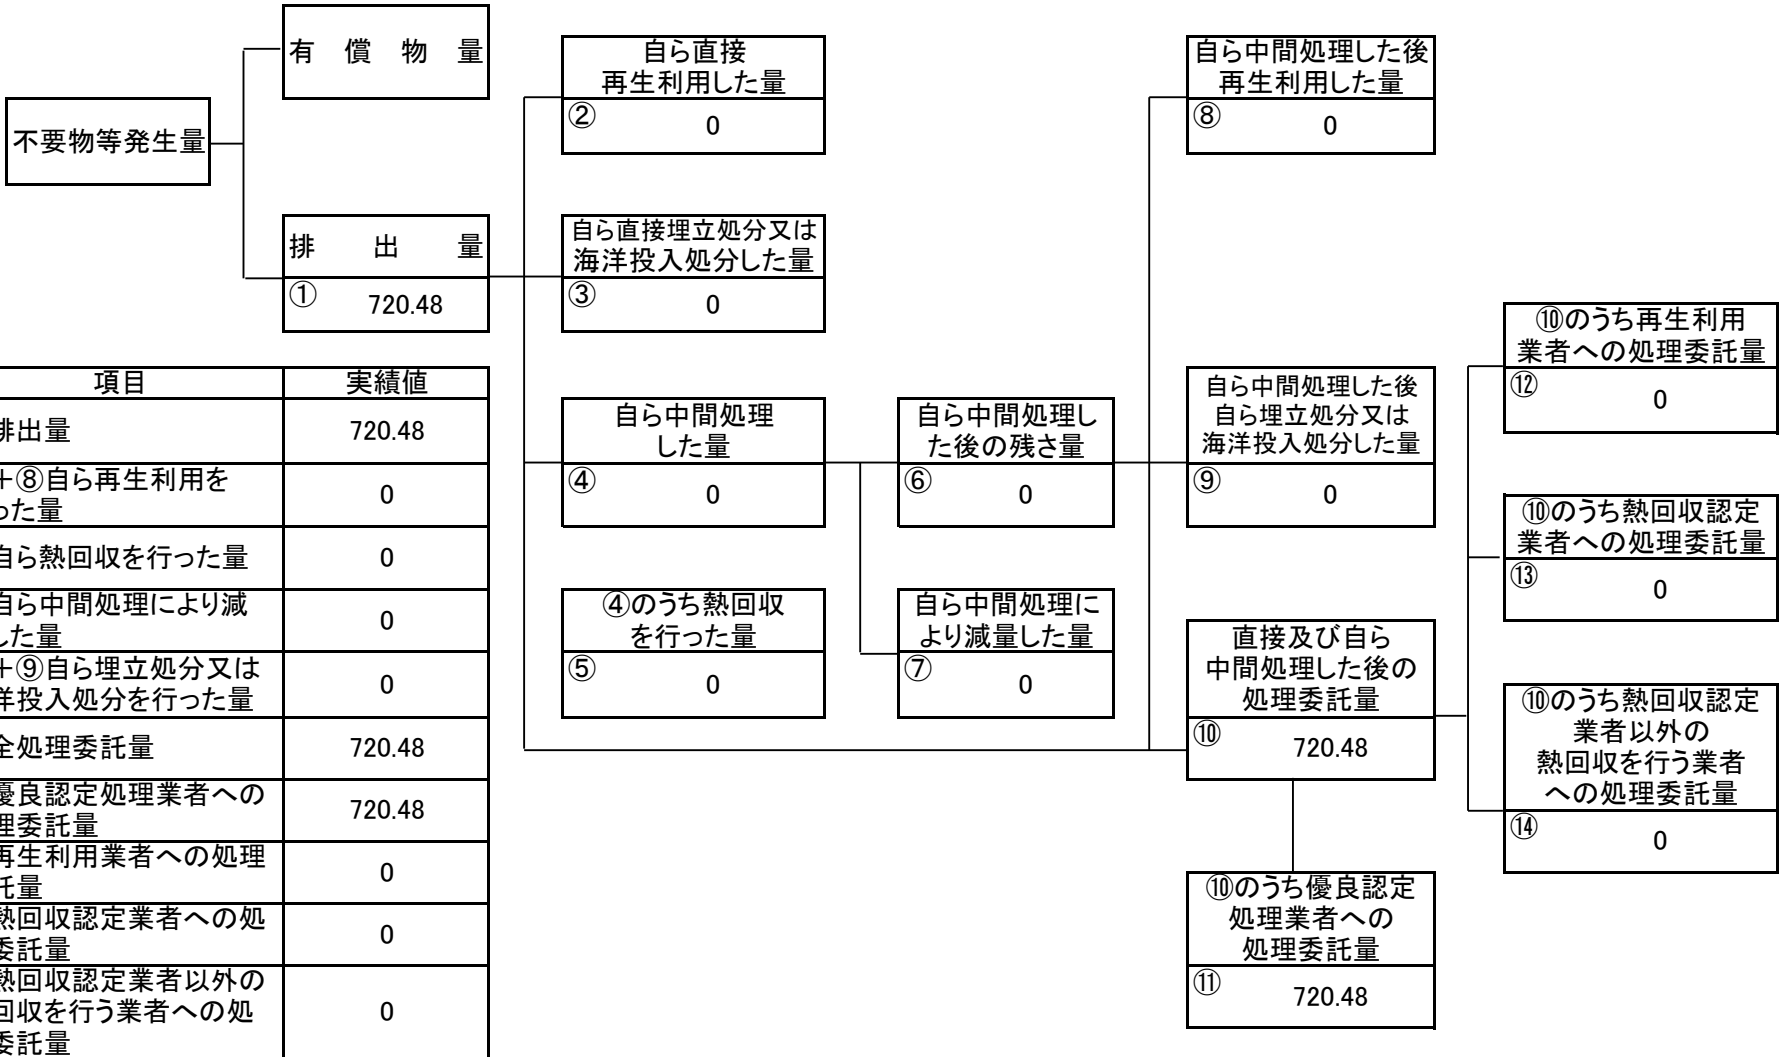 有償物量
不要物等発生量
排出量
① 720.48
自ら直接
再生利用した量
② 0
自ら直接埋立処分又は
海洋投入処分した量
③ 0
自ら中間処理
した量
④ 0
④のうち熱回収
を行った量
⑤ 0
自ら中間処理し
た後の残さ量
⑥ 0
自ら中間処理に
より減量した量
⑦ 0
自ら中間処理した後
再生利用した量
⑧ 0
自ら中間処理した後
自ら埋立処分又は
海洋投入処分した量
⑨ 0
直接及び自ら
中間処理した後の
処理委託量
⑩ 720.48
⑩のうち優良認定
処理業者への
処理委託量
⑪ 720.48
⑩のうち再生利用
業者への処理委託量
⑫ 0
⑩のうち熱回収認定
業者への処理委託量
⑬ 0
⑩のうち熱回収認定
業者以外の
熱回収を行う業者
への処理委託量
⑭ 0
項目 実績値
排出量 720.48
+⑧自ら再生利用を
った量 0
自ら熱回収を行った量 0
自ら中間処理により減
した量 0
+⑨自ら埋立処分又は
洋投入処分を行った量 0
全処理委託量 720.48
優良認定処理業者への
理委託量 720.48
再生利用業者への処理
託量 0
熱回収認定業者への処
委託量 0
熱回収認定業者以外の
回収を行う業者への処
委託量 0